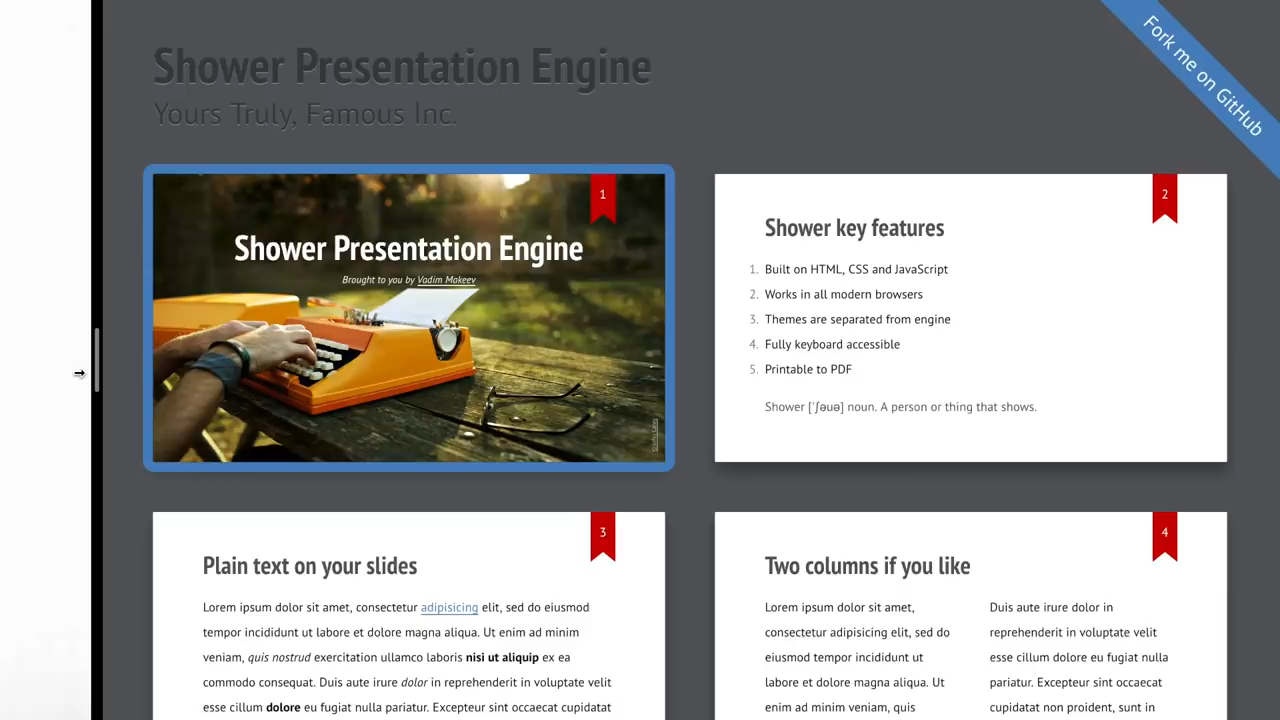 Shower Presentation Engine
Yours Truly, Famous Inc.
Fork me on GitHub
1
Shower Presentation Engine
Brought to you by Vadim Makeev
2
Shower key features
1. Built on HTML, CSS and JavaScript
2. Works in all modern browsers
3. Themes are separated from engine
4. Fully keyboard accessible
5. Printable to PDF
Shower [ˈʃəuə] noun. A person or thing that shows.
3
Plain text on your slides
Lorem ipsum dolor sit amet, consectetur adipisicing elit, sed do eiusmod
tempor incididunt ut labore et dolore magna aliqua. Ut enim ad minim
veniam, quis nostrud exercitation ullamco laboris nisi ut aliquip ex ea
commodo consequat. Duis aute irure dolor in reprehenderit in voluptate velit
esse cillum dolore eu fugiat nulla pariatur. Excepteur sint occaecat cupidatat
4
Two columns if you like
Lorem ipsum dolor sit amet,
consectetur adipisicing elit, sed do
eiusmod tempor incididunt ut
labore et dolore magna aliqua. Ut
enim ad minim veniam, quis
Duis aute irure dolor in
reprehenderit in voluptate velit
esse cillum dolore eu fugiat nulla
pariatur. Excepteur sint occaecat
cupidatat non proident, sunt in